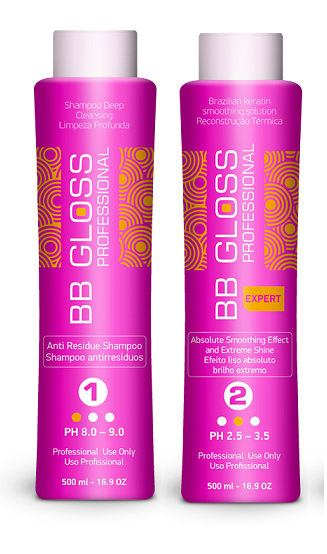 Shampoo Deep
Cleansing
Limpeza Profunda
BB GLOSS
PROFESSIONAL
Anti Residue Shampoo
Shampoo antirresíduos
1
PH 8.0 – 9.0
Professional Use Only
Uso Profissional
500 ml - 16.9 OZ
Brazilian keratin
smoothing solution
Reconstrução Térmica
BB GLOSS
PROFESSIONAL
EXPERT
Absolute Smoothing Effect
and Extreme Shine
Efeito liso absoluto
brilho extremo
2
PH 2.5 – 3.5
Professional Use Only
Uso Profissional
500 ml - 16.9 OZ